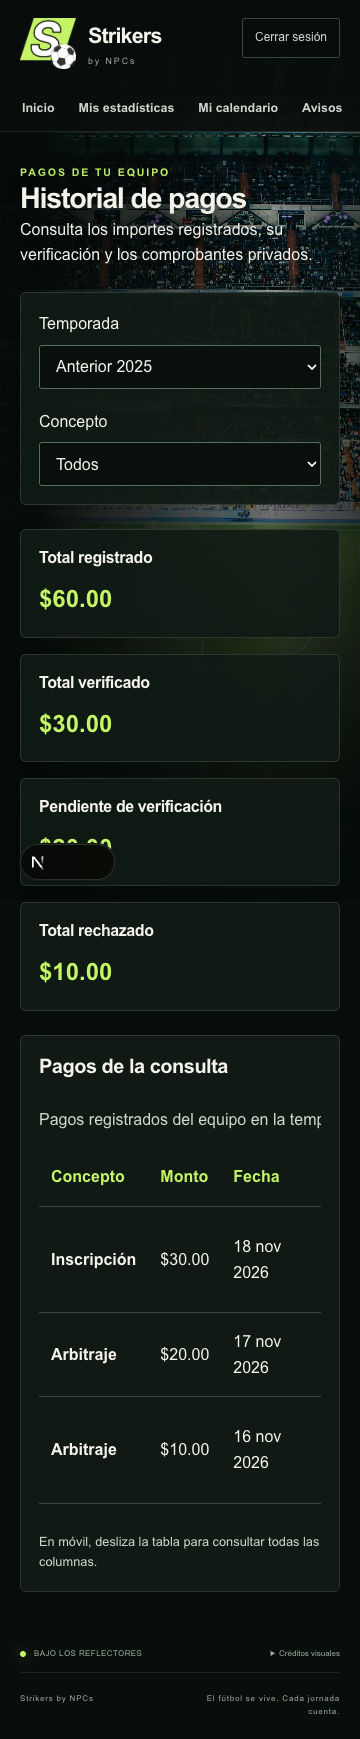 S
Strikers
by NPCs
Cerrar sesión
Inicio Mis estadísticas Mi calendario Avisos
PAGOS DE TU EQUIPO
Historial de pagos
Consulta los importes registrados, su
verificación y los comprobantes privados.
Temporada
Anterior 2025
Concepto
Todos
Total registrado
$60.00
Total verificado
$30.00
Pendiente de verificación
N
Total rechazado
$10.00
Pagos de la consulta
Pagos registrados del equipo en la temp
Concepto Monto Fecha
Inscripción $30.00 18 nov
2026
Arbitraje $20.00 17 nov
2026
Arbitraje $10.00 16 nov
2026
En móvil, desliza la tabla para consultar todas las
columnas.
BAJO LOS REFLECTORES
Créditos visuales
Strikers by NPCs
El fútbol se vive. Cada jornada
cuenta.